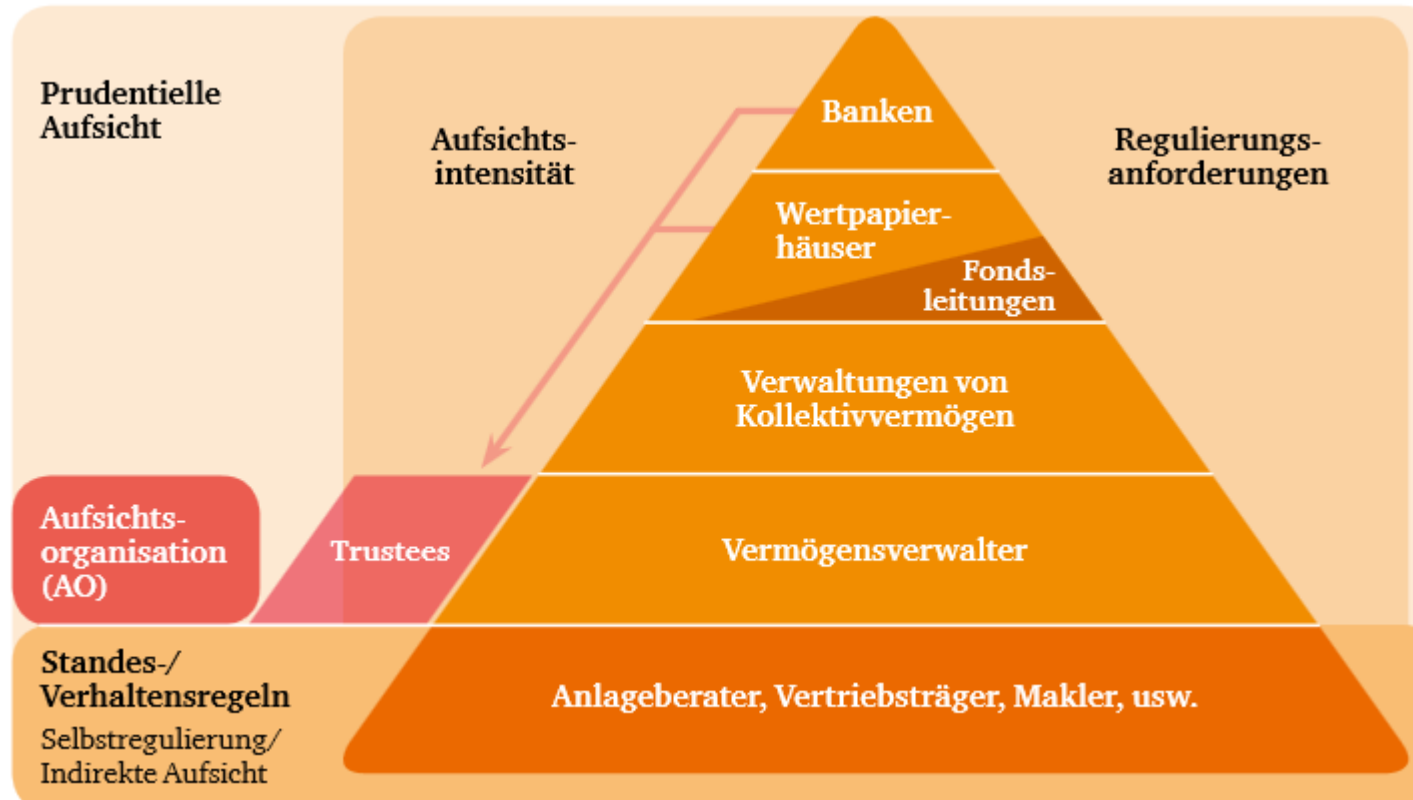 Prudentielle
Aufsicht
Aufsichts-
intensität
Banken
Regulierungs-
anforderungen
Wertpapier-
häuser
Fonds-
leitungen
Verwaltungen von
Kollektivvermögen
Aufsichts-
organisation
(AO)
Trustees
Vermögensverwalter
Standes-/
Verhaltensregeln
Selbstregulierung/
Indirekte Aufsicht
Anlageberater, Vertriebsträger, Makler, usw.